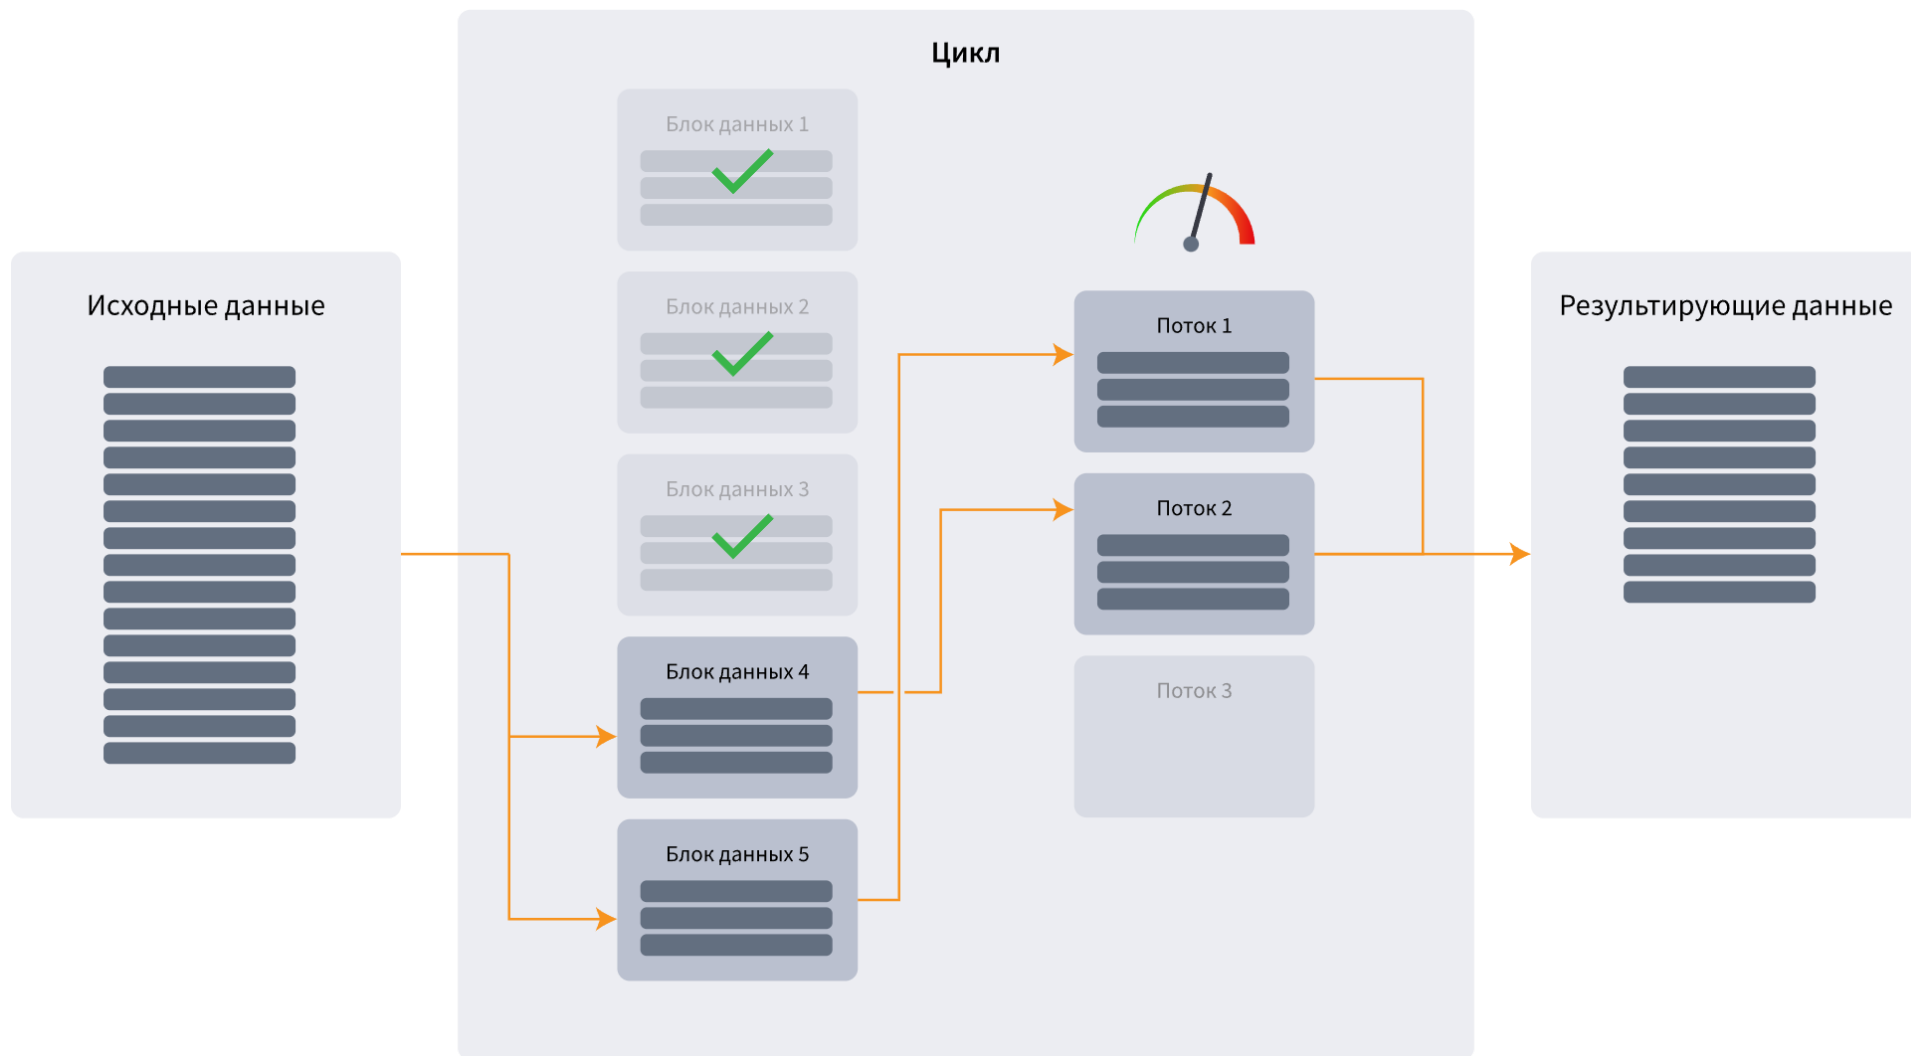 Цикл
Исходные данные
Блок данных 1
Блок данных 2
Блок данных 3
Блок данных 4
Блок данных 5
Поток 1
Поток 2
Поток 3
Результирующие данные